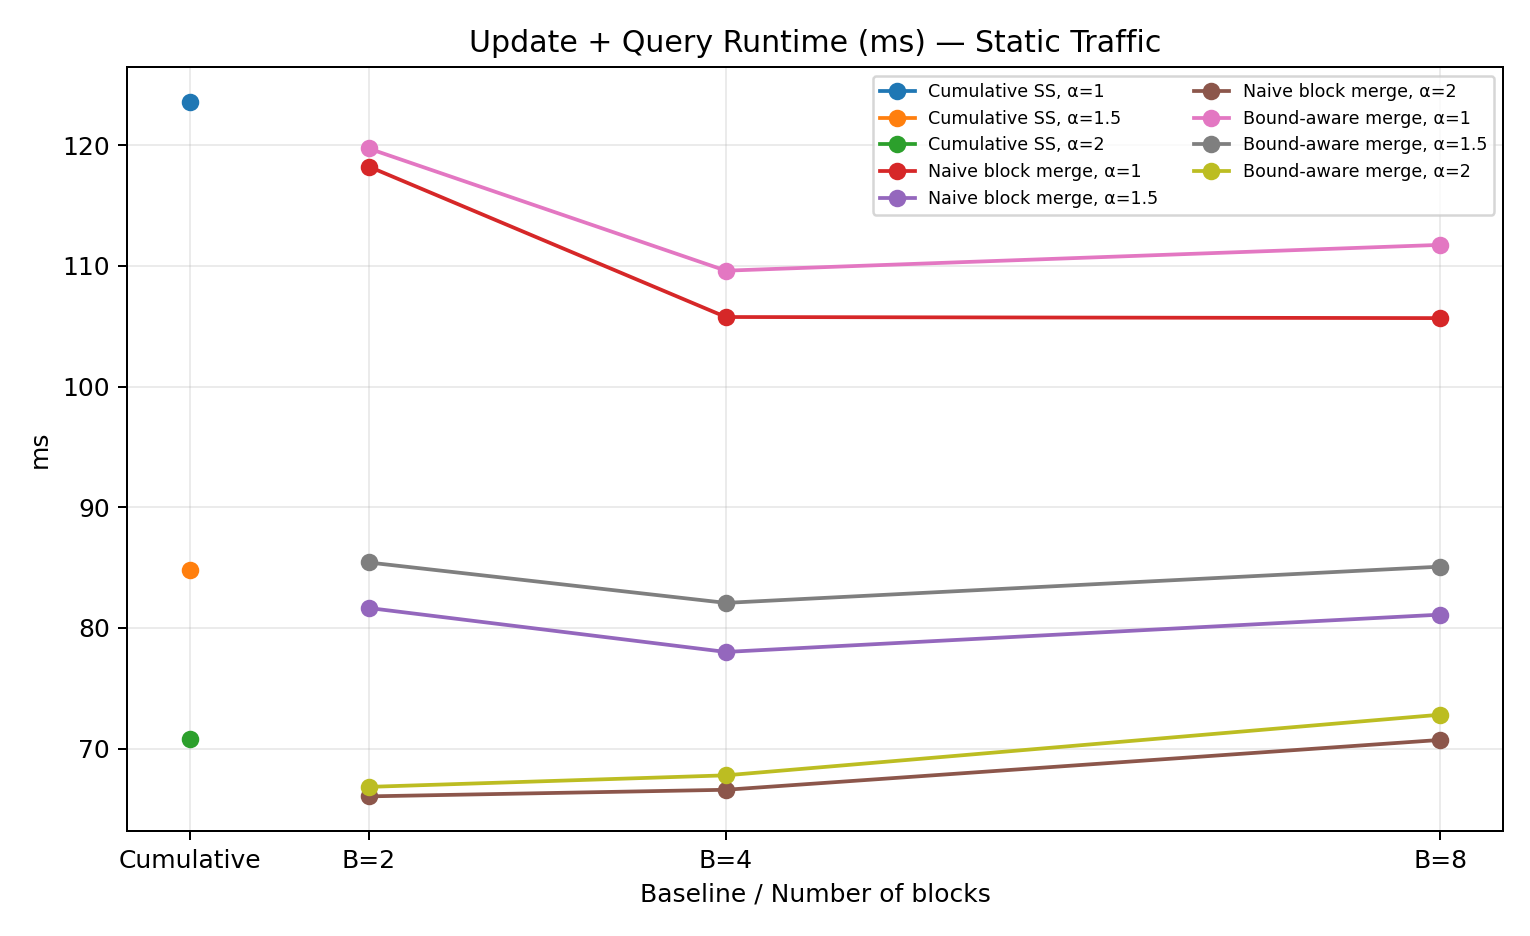 Update + Query Runtime (ms) — Static Traffic
Cumulative SS, α=1
Cumulative SS, α=1.5
Cumulative SS, α=2
Naive block merge, α=1
Naive block merge, α=1.5
Naive block merge, α=2
Bound-aware merge, α=1
Bound-aware merge, α=1.5
Bound-aware merge, α=2
ms
120
110
100
90
80
70
Cumulative
B=2
B=4
B=8
Baseline / Number of blocks